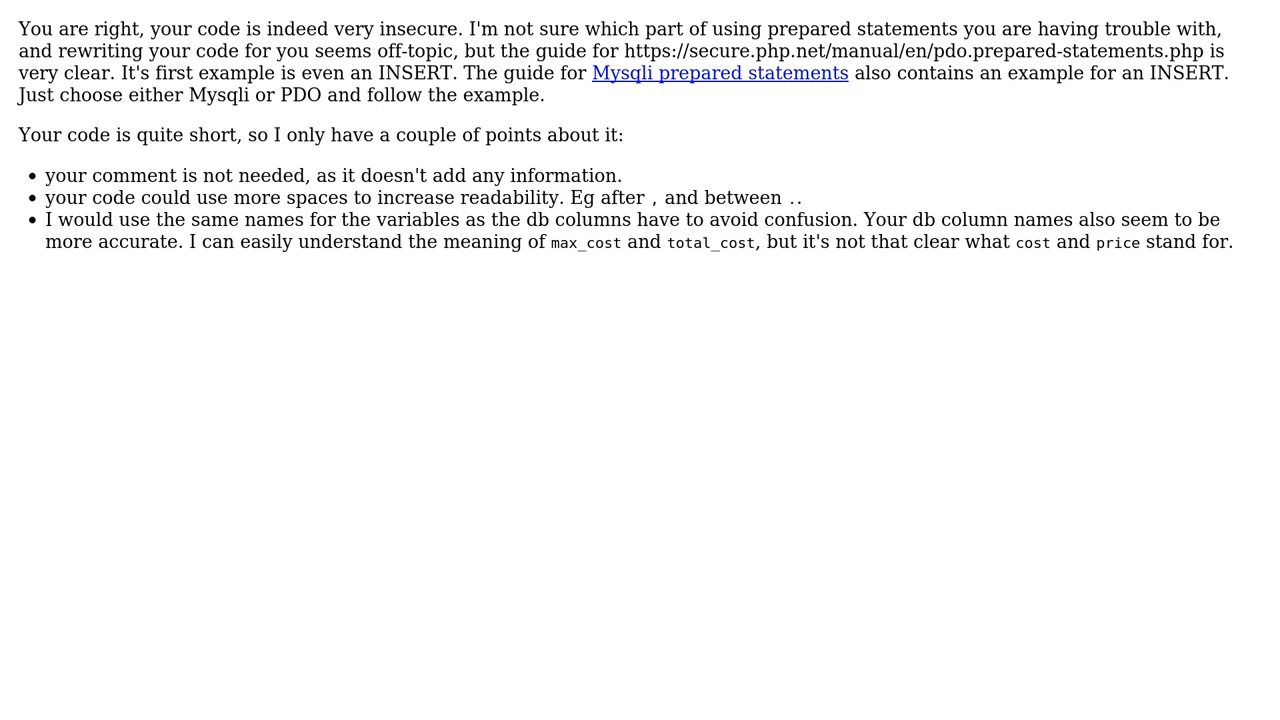 You are right, your code is indeed very insecure. I'm not sure which part of using prepared statements you are having trouble with,
and rewriting your code for you seems off-topic, but the guide for https://secure.php.net/manual/en/pdo.prepared-statements.php is
very clear. It's first example is even an INSERT. The guide for Mysqli prepared statements also contains an example for an INSERT.
Just choose either Mysqli or PDO and follow the example.
Your code is quite short, so I only have a couple of points about it:
• your comment is not needed, as it doesn't add any information.
• your code could use more spaces to increase readability. Eg after , and between ..
• I would use the same names for the variables as the db columns have to avoid confusion. Your db column names also seem to be
more accurate. I can easily understand the meaning of max_cost and total_cost, but it's not that clear what cost and price stand for.